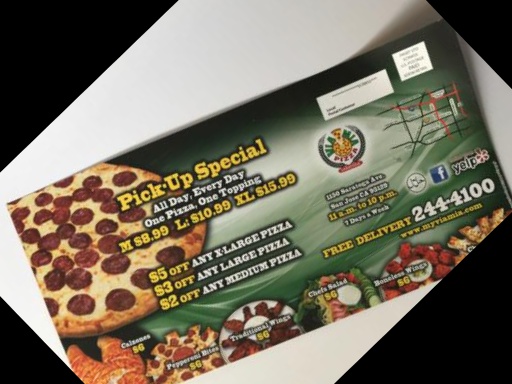 Pick-Up Special
All Day, Every Day
One Pizza, One Topping
M $8.99 L: $10.99 XL $15.99
$5 OFF ANY X-LARGE PIZZA
$3 OFF ANY LARGE PIZZA
$2 OFF ANY MEDIUM PIZZA
Calzones
$6
Pepperoni Bites
$6
Traditional Wings
$6
Chefs Salad
$6
Boneless Wings
$6
PIZZA
1150 Saratoga Ave
San Jose CA 95129
11 a.m. to 10 p.m.
7 Days a Week
f
yelp
FREE DELIVERY 244-4100
www.myviamia.com